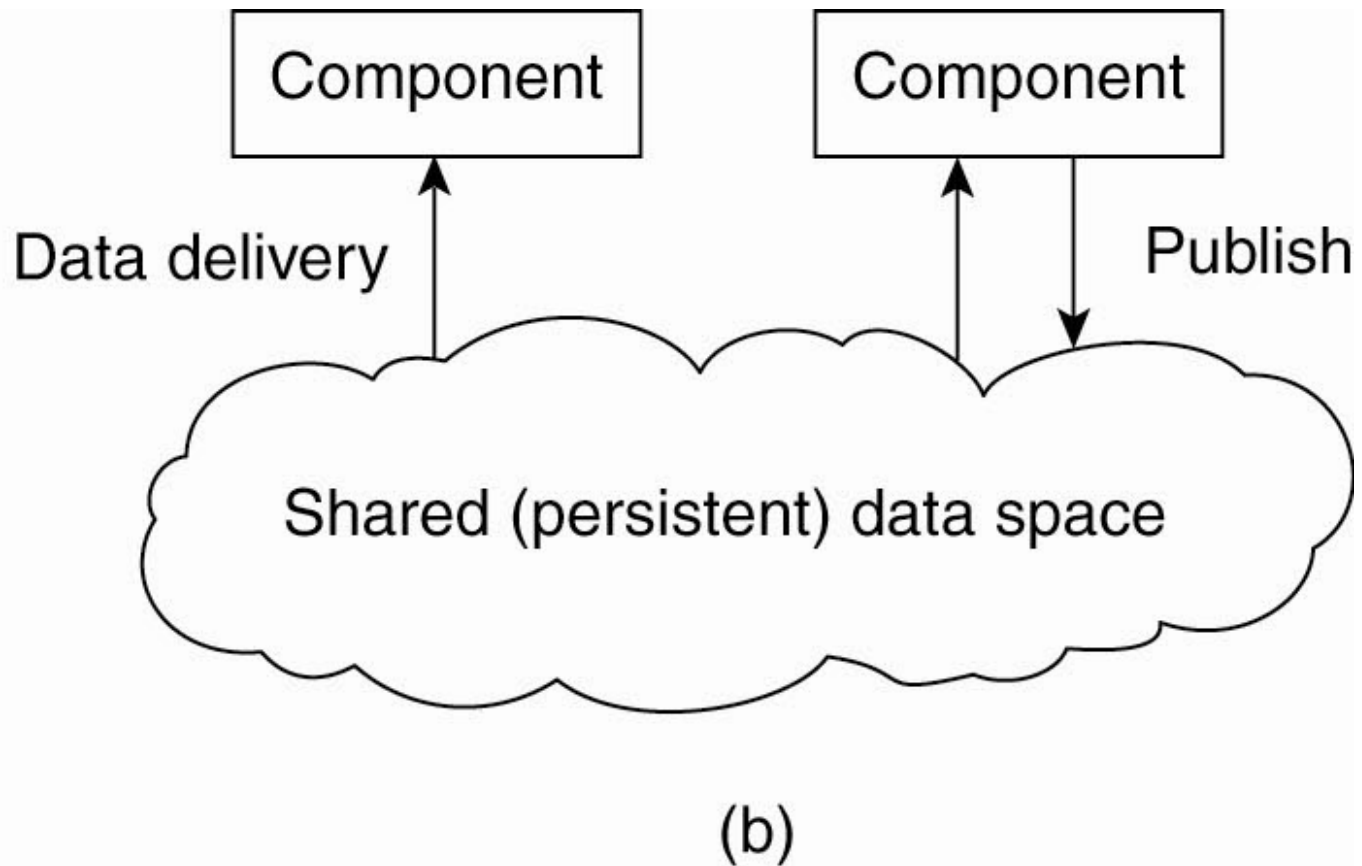 Component
Component
Data delivery
Publish
Shared (persistent) data space
(b)